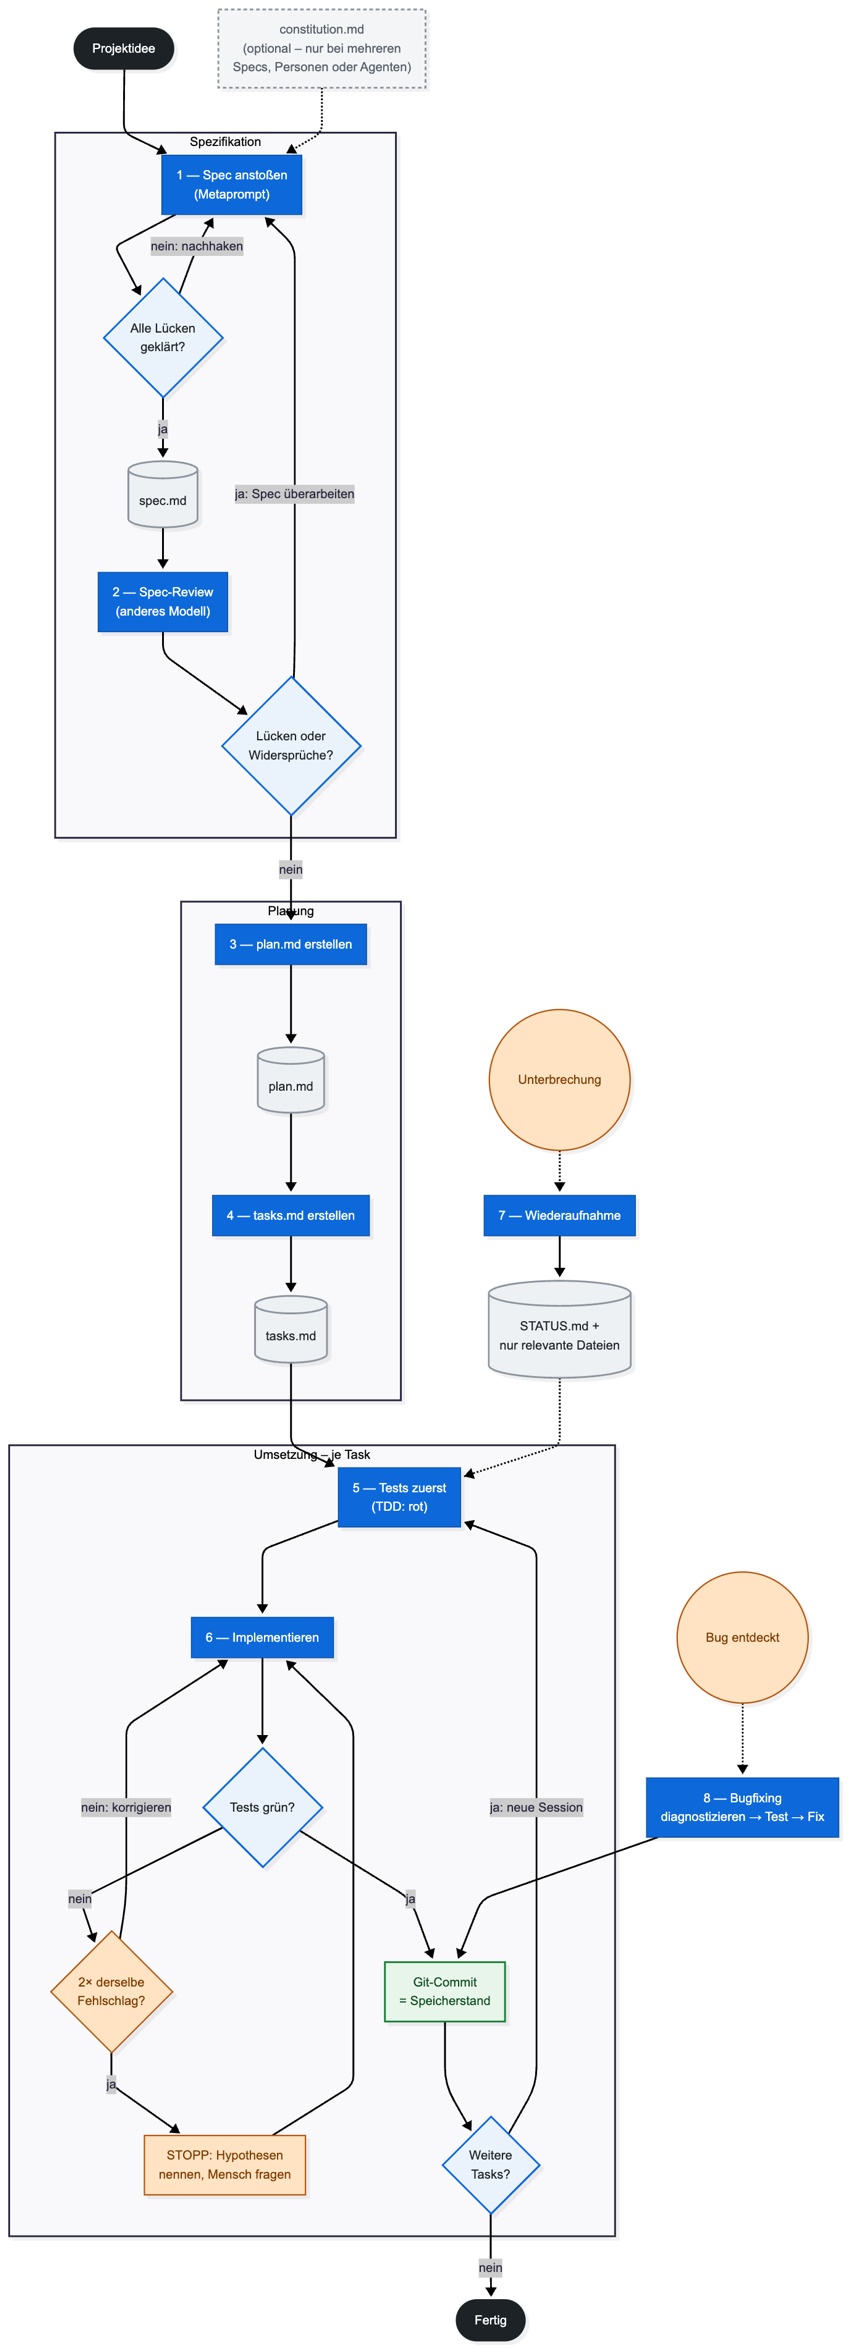 Projektidee
constitution.md
(optional – nur bei mehreren
Specs, Personen oder Agenten)
Spezifikation
1 — Spec anstoßen
(Metaprompt)
nein: nachhaken
Alle Lücken
geklärt?
ja
spec.md
ja: Spec überarbeiten
2 — Spec-Review
(anderes Modell)
Lücken oder
Widersprüche?
nein
Planung
3 — plan.md erstellen
plan.md
Unterbrechung
4 — tasks.md erstellen
7 — Wiederaufnahme
tasks.md
STATUS.md +
nur relevante Dateien
Umsetzung – je Task
5 — Tests zuerst
(TDD: rot)
6 — Implementieren
Bug entdeckt
nein: korrigieren
Tests grün?
ja: neue Session
8 — Bugfixing
diagnostizieren → Test → Fix
nein
ja
2× derselbe
Fehlschlag?
Git-Commit
= Speicherstand
ja
STOPP: Hypothesen
nennen, Mensch fragen
Weitere
Tasks?
nein
Fertig